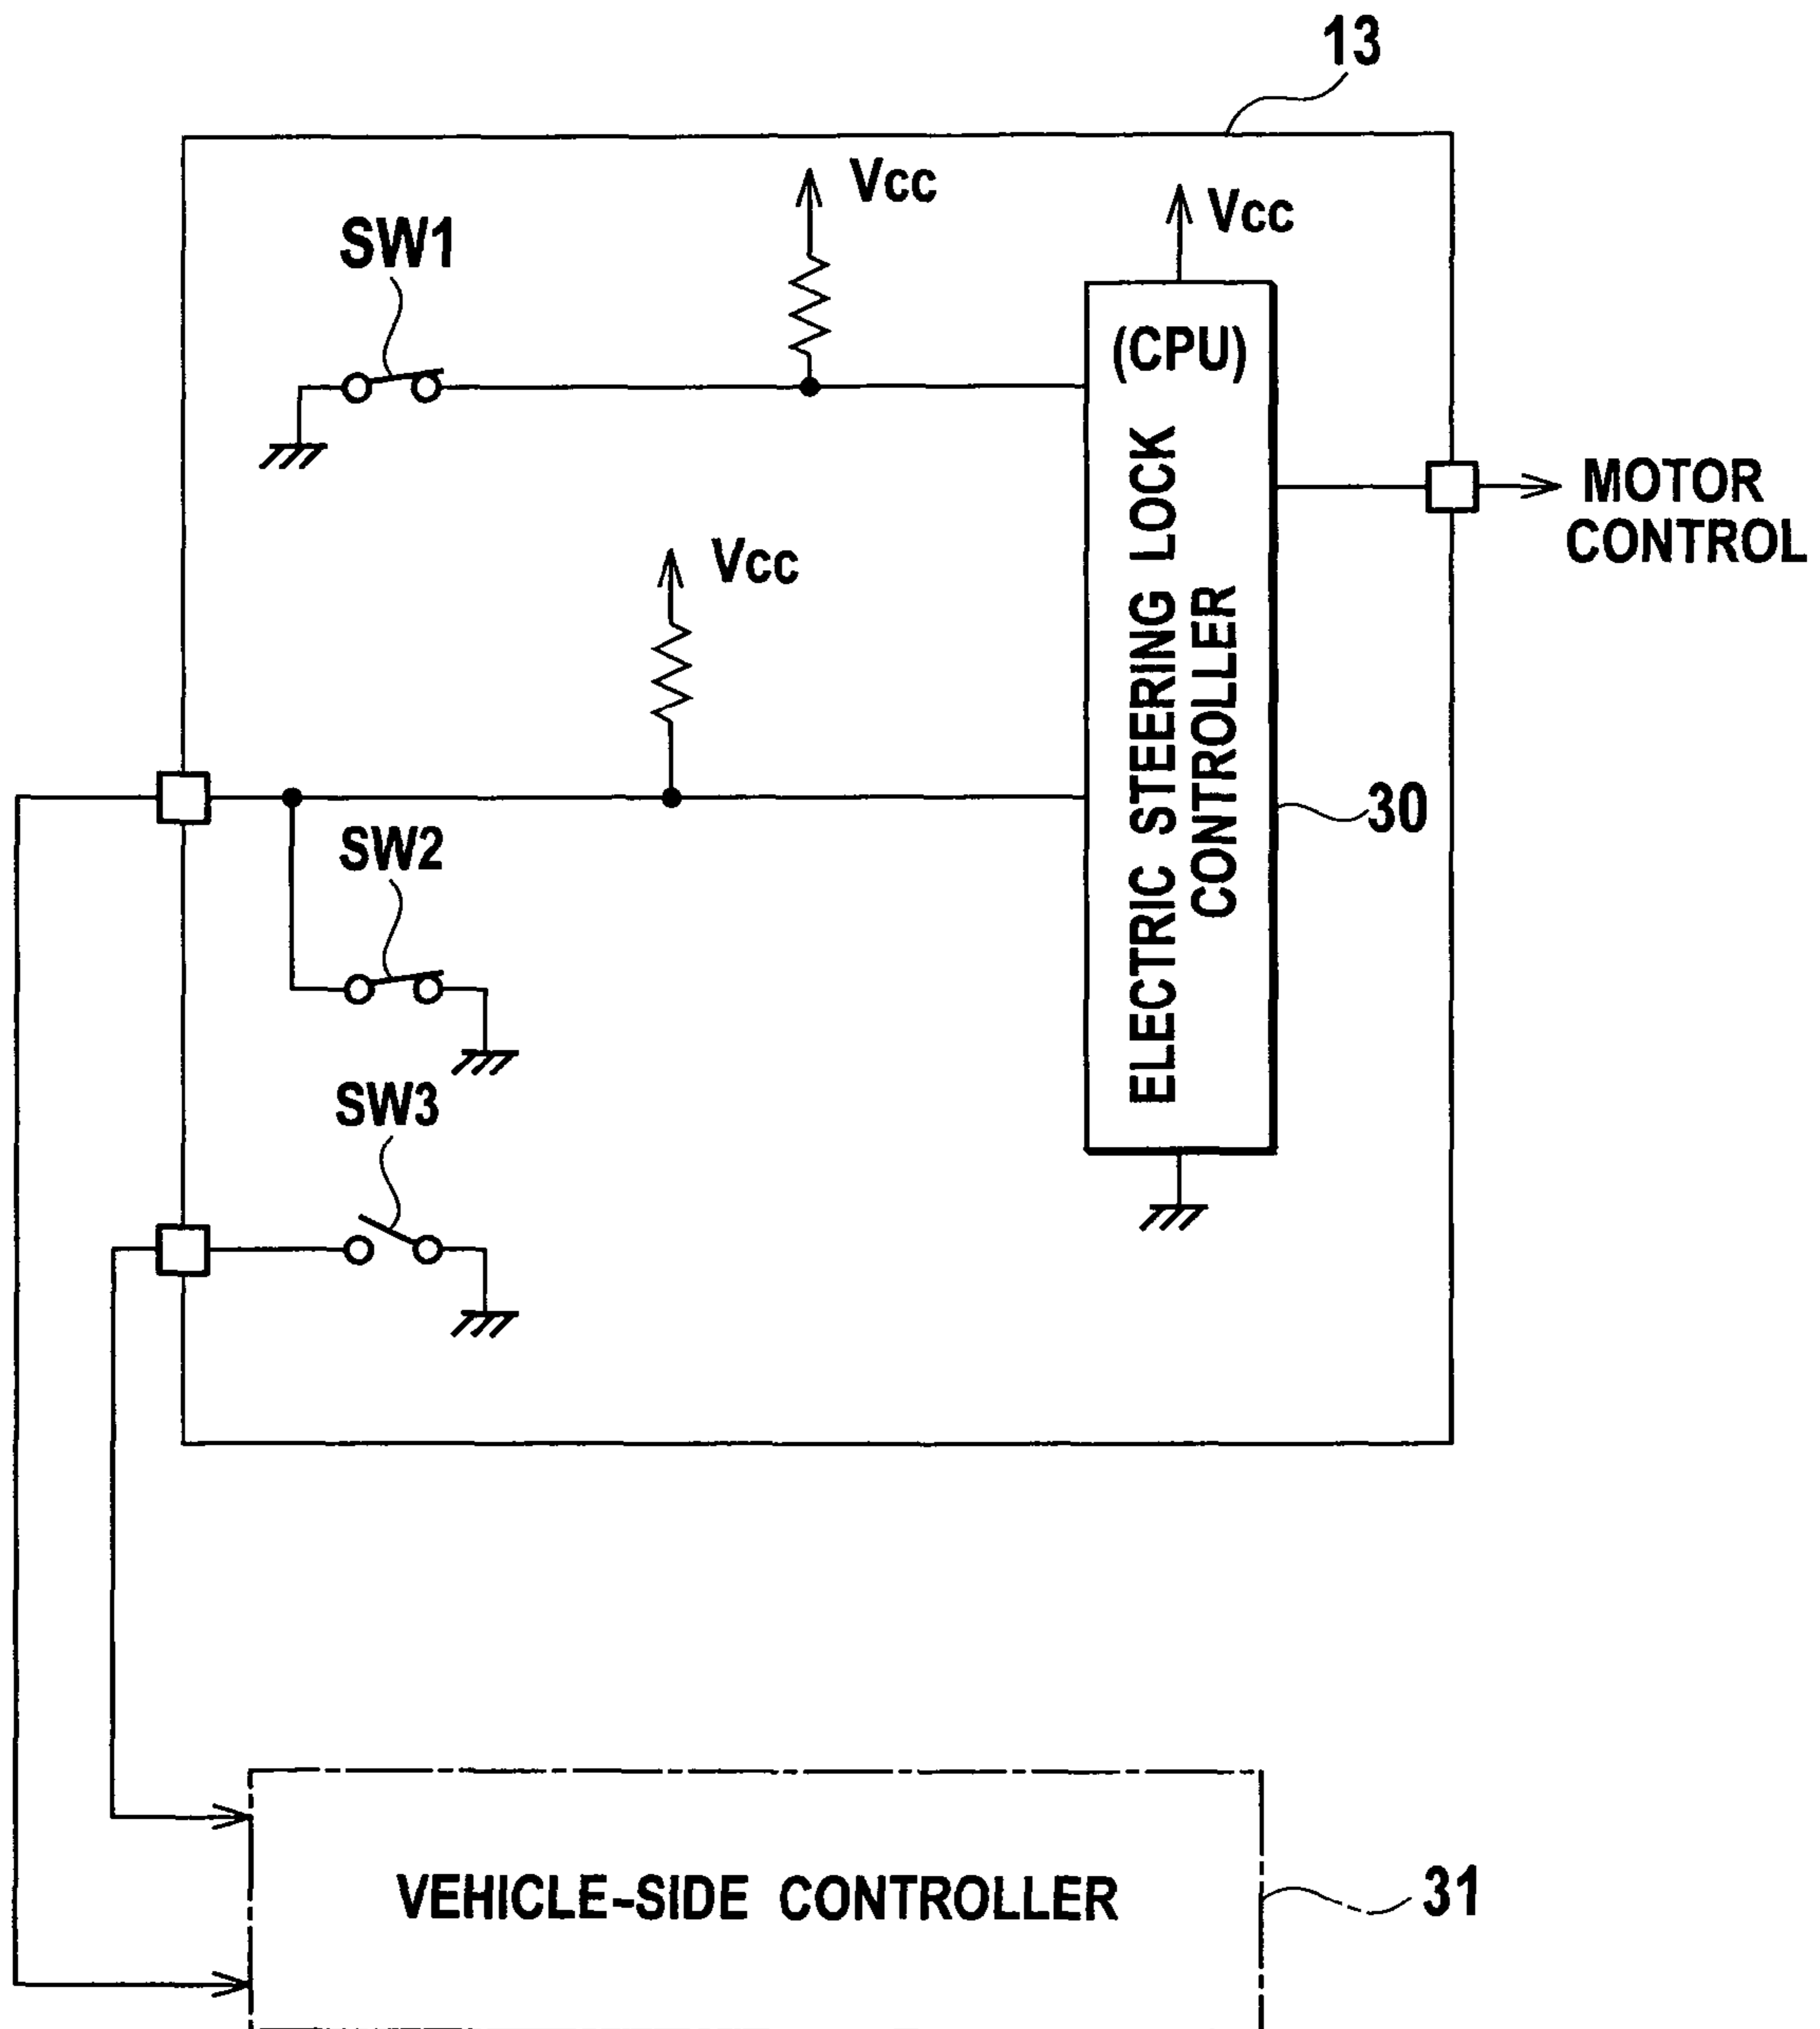 13
Vcc
Vcc
SW1
(CPU)
ELECTRIC STEERING LOCK
CONTROLLER
MOTOR
CONTROL
Vcc
30
SW2
SW3
VEHICLE-SIDE CONTROLLER
31